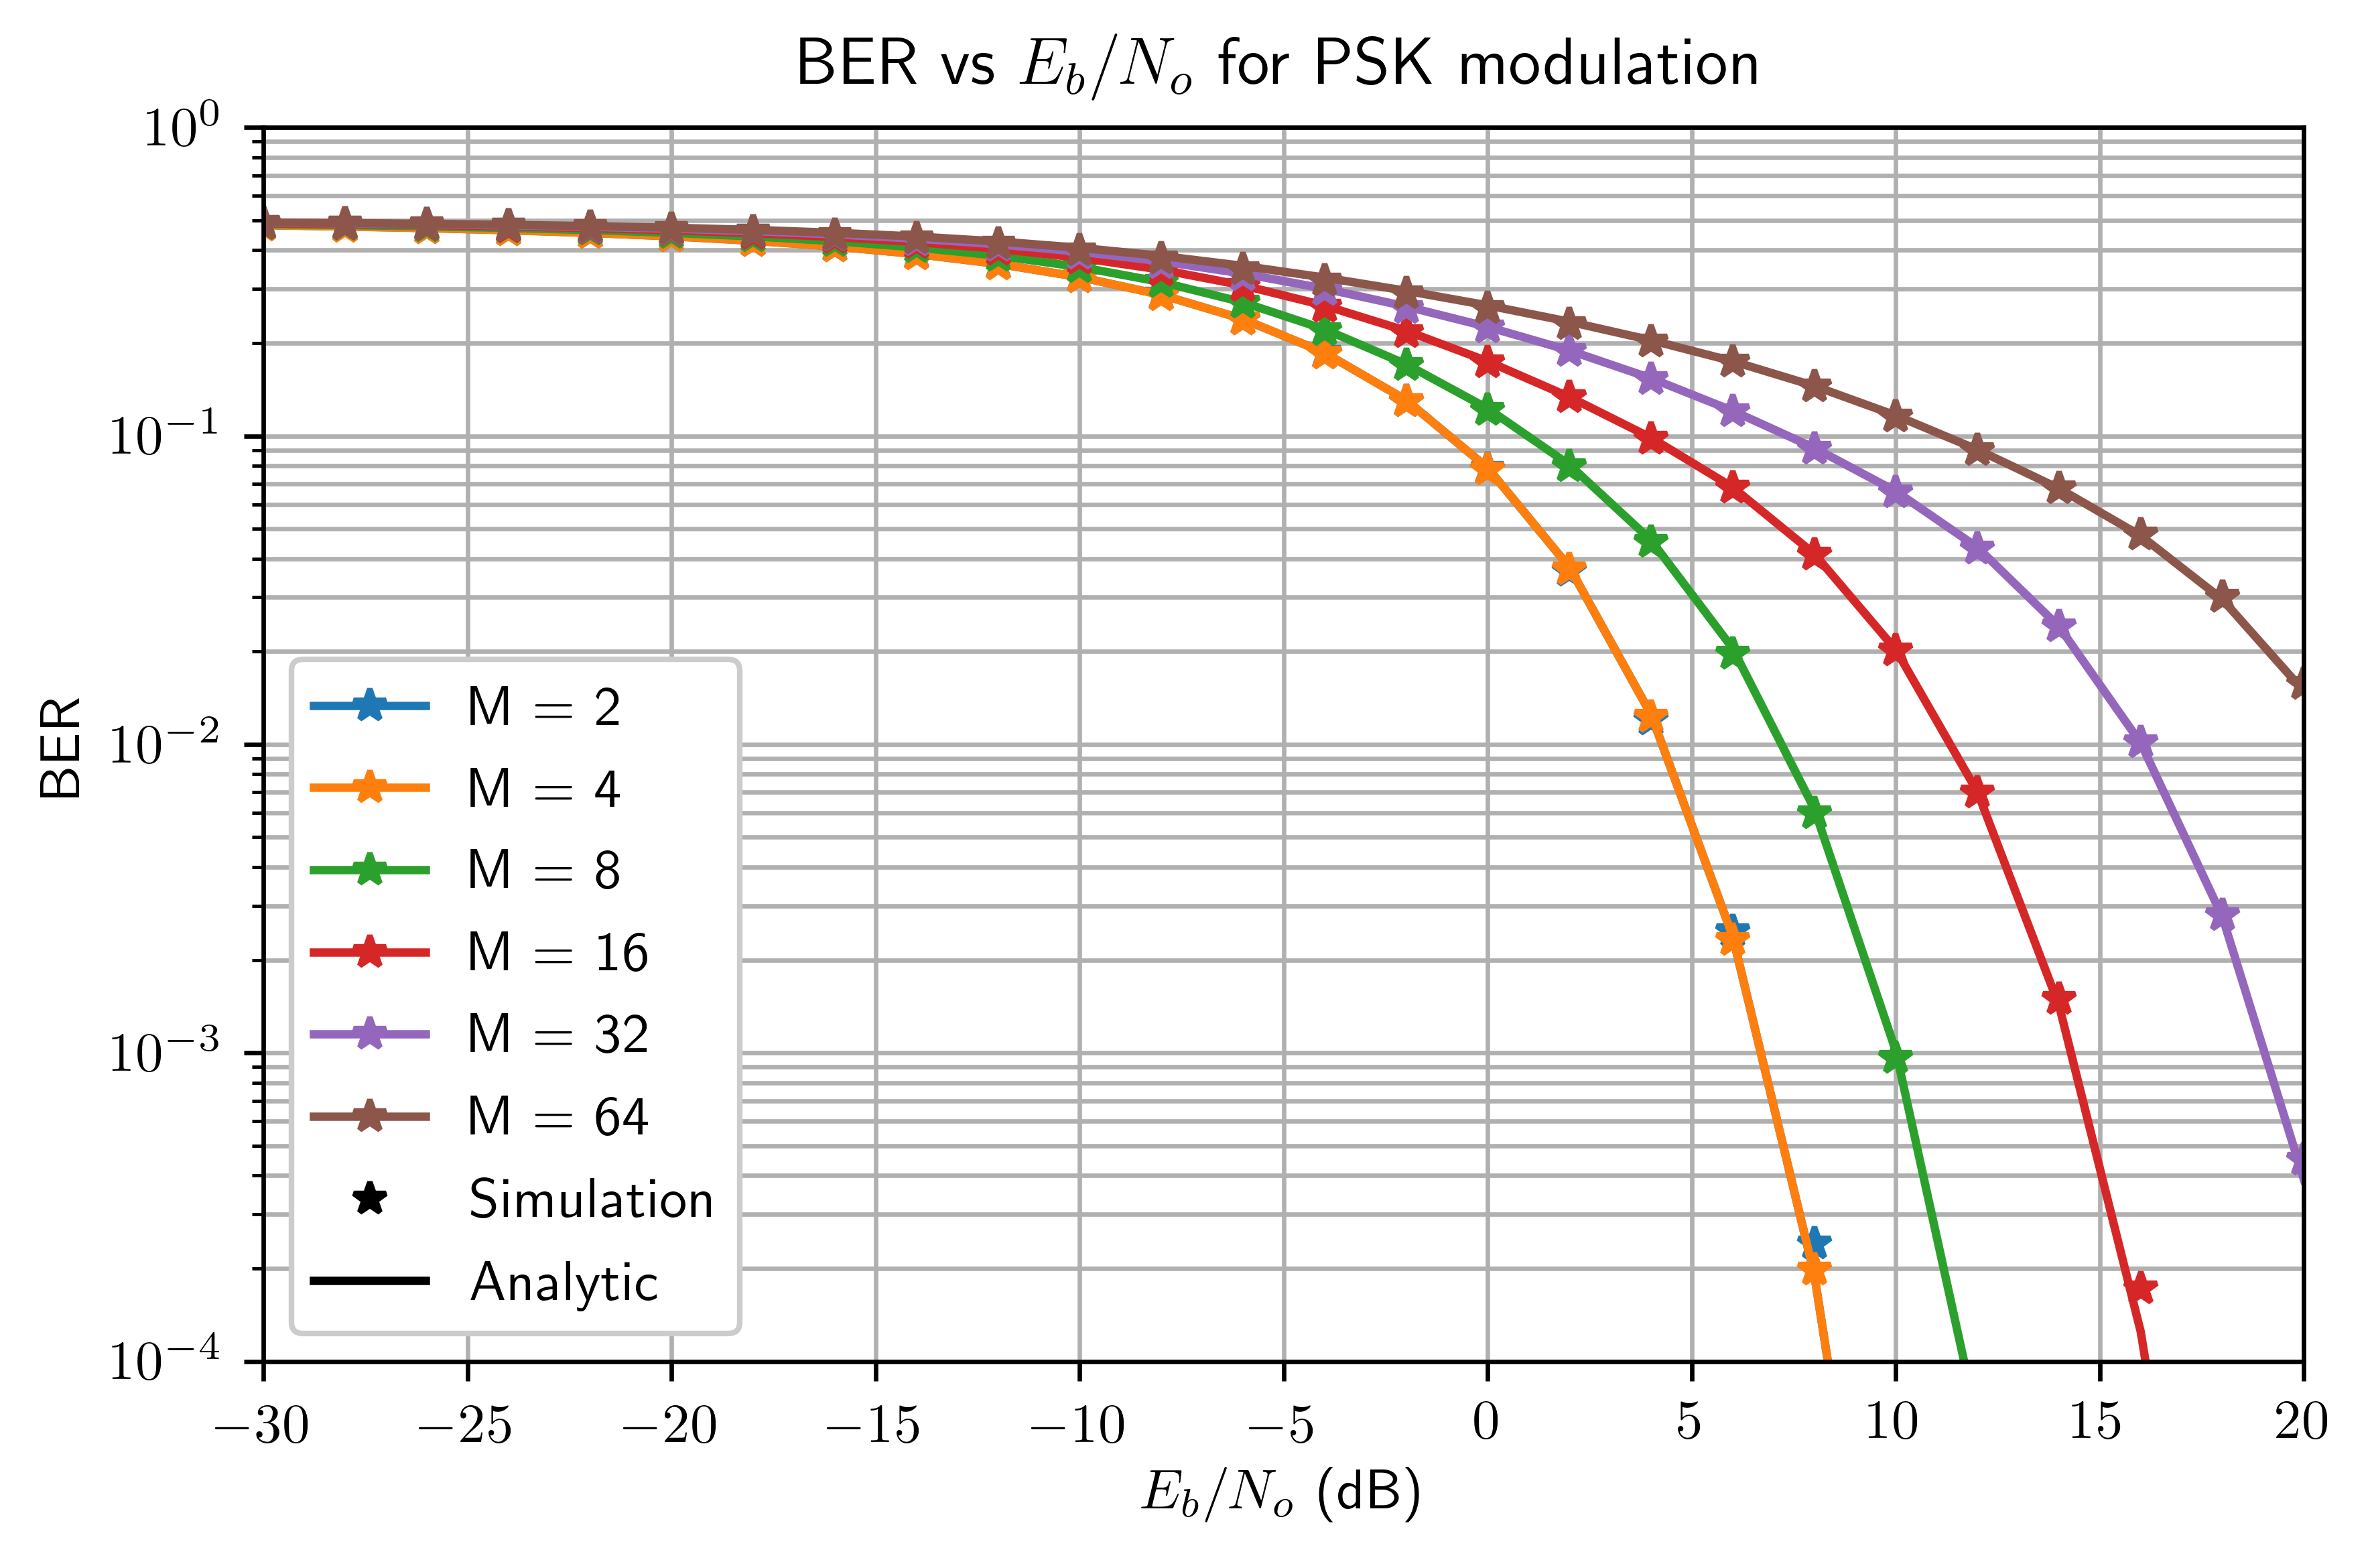 BER vs E_b/N_o for PSK modulation
10^0
10^−1
10^−2
10^−3
10^−4
BER
M = 2
M = 4
M = 8
M = 16
M = 32
M = 64
Simulation
Analytic
−30 −25 −20 −15 −10 −5 0 5 10 15 20
E_b/N_o (dB)